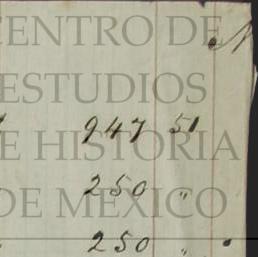 CENTRO DE
ESTUDIOS
947 51
DE HISTORIA
250 "
DE MEXICO
250 "